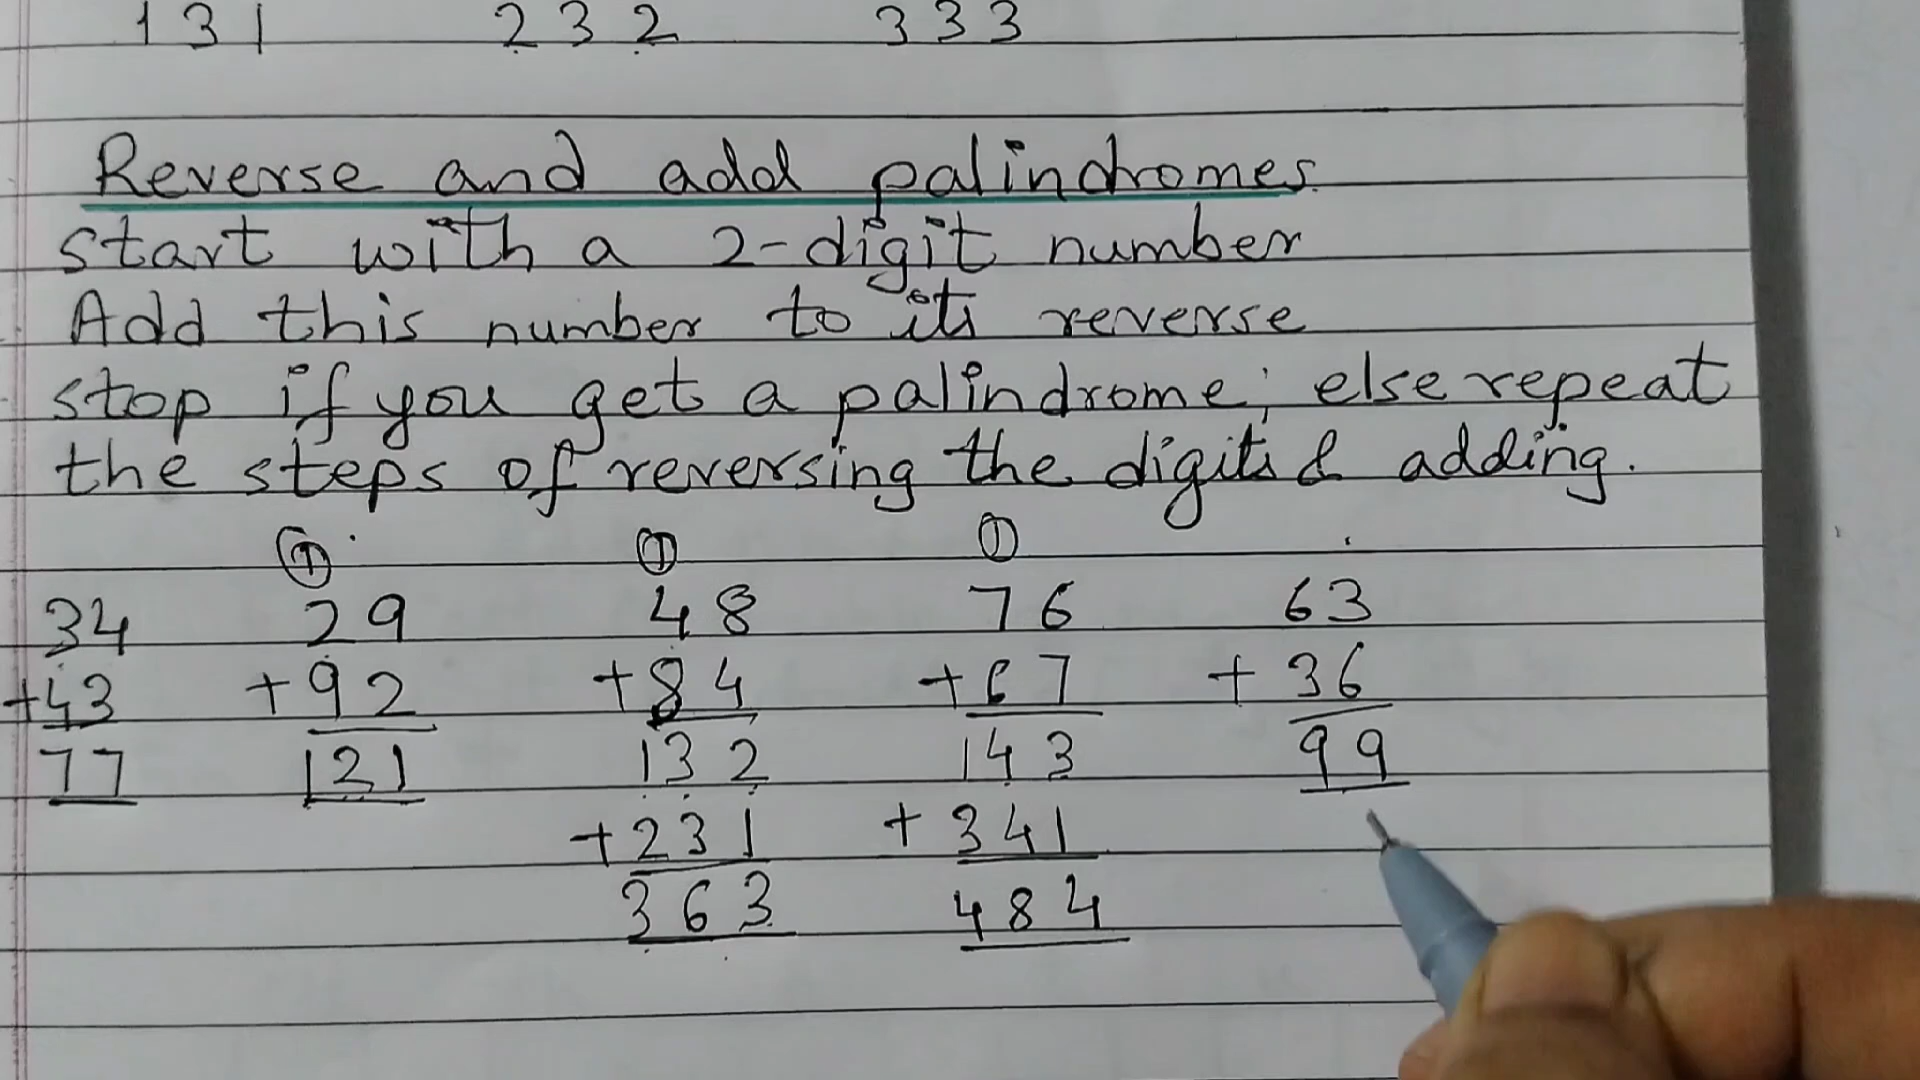 131 232 333
Reverse and add palindromes
start with a 2-digit number
Add this number to its reverse
stop if you get a palindrome; else repeat
the steps of reversing the digits & adding.
1 1 1
34 29 48 76 63
+43 +92 +84 +67 +36
77 121 132 143 99
+231 +341
363 484